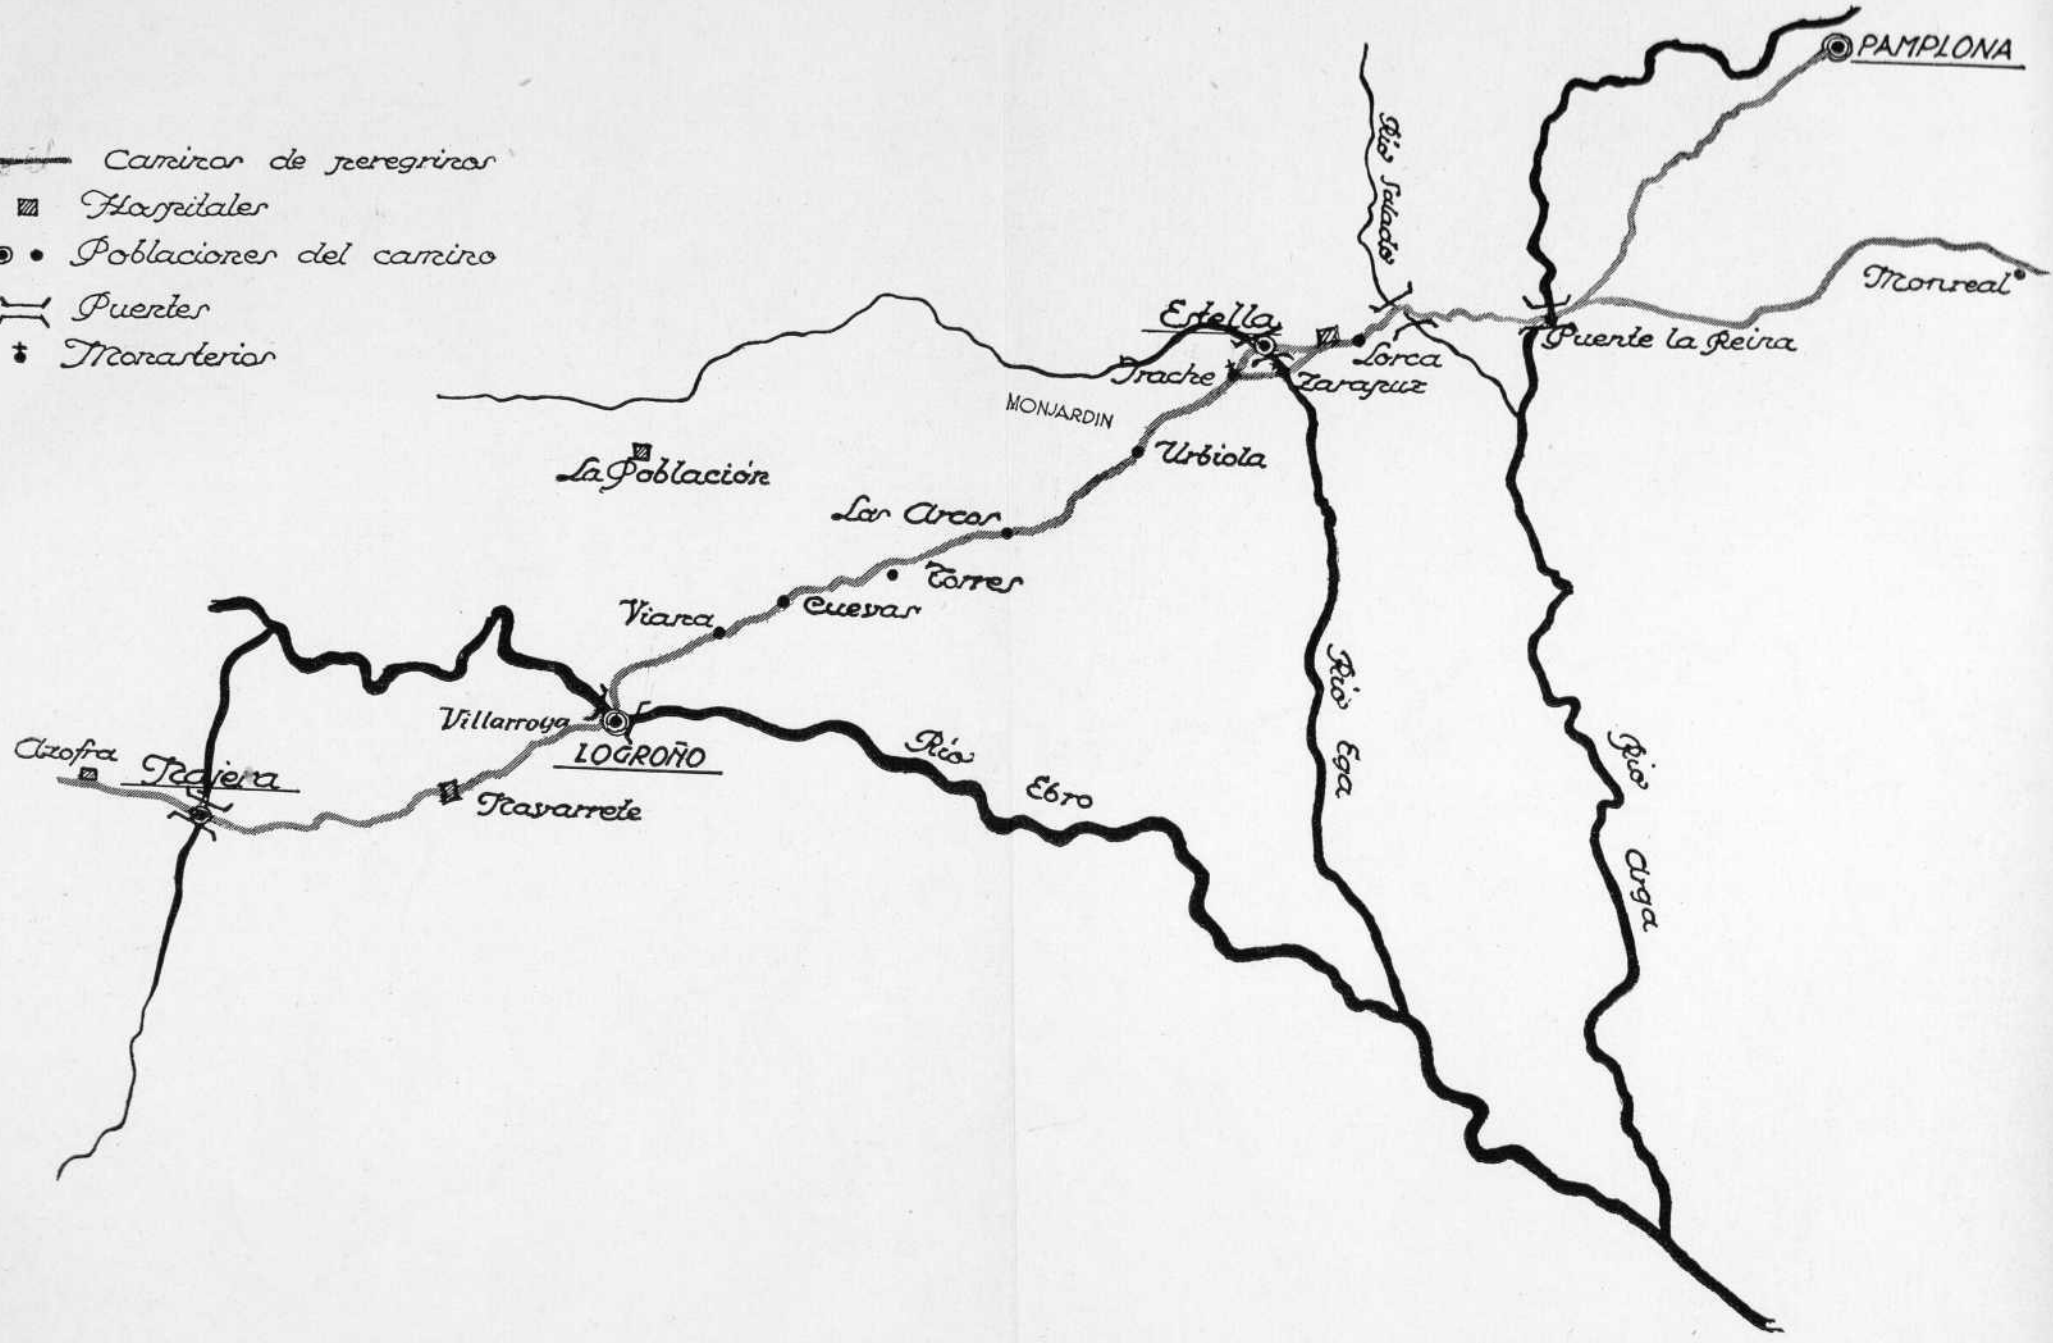 Caminos de peregrinos
Hospitales
Poblaciones del camino
Puentes
Monasterios
PAMPLONA
Río Salado
Monreal
Estella
Puente la Reina
Lorca
Irache
Zarapuz
MONJARDIN
Urbiola
La Población
Los Arcos
Torres
Cuevas
Viana
Río Ega
Villarroya
LOGROÑO
Río Ebro
Río Arga
Azofra
Najera
Navarrete